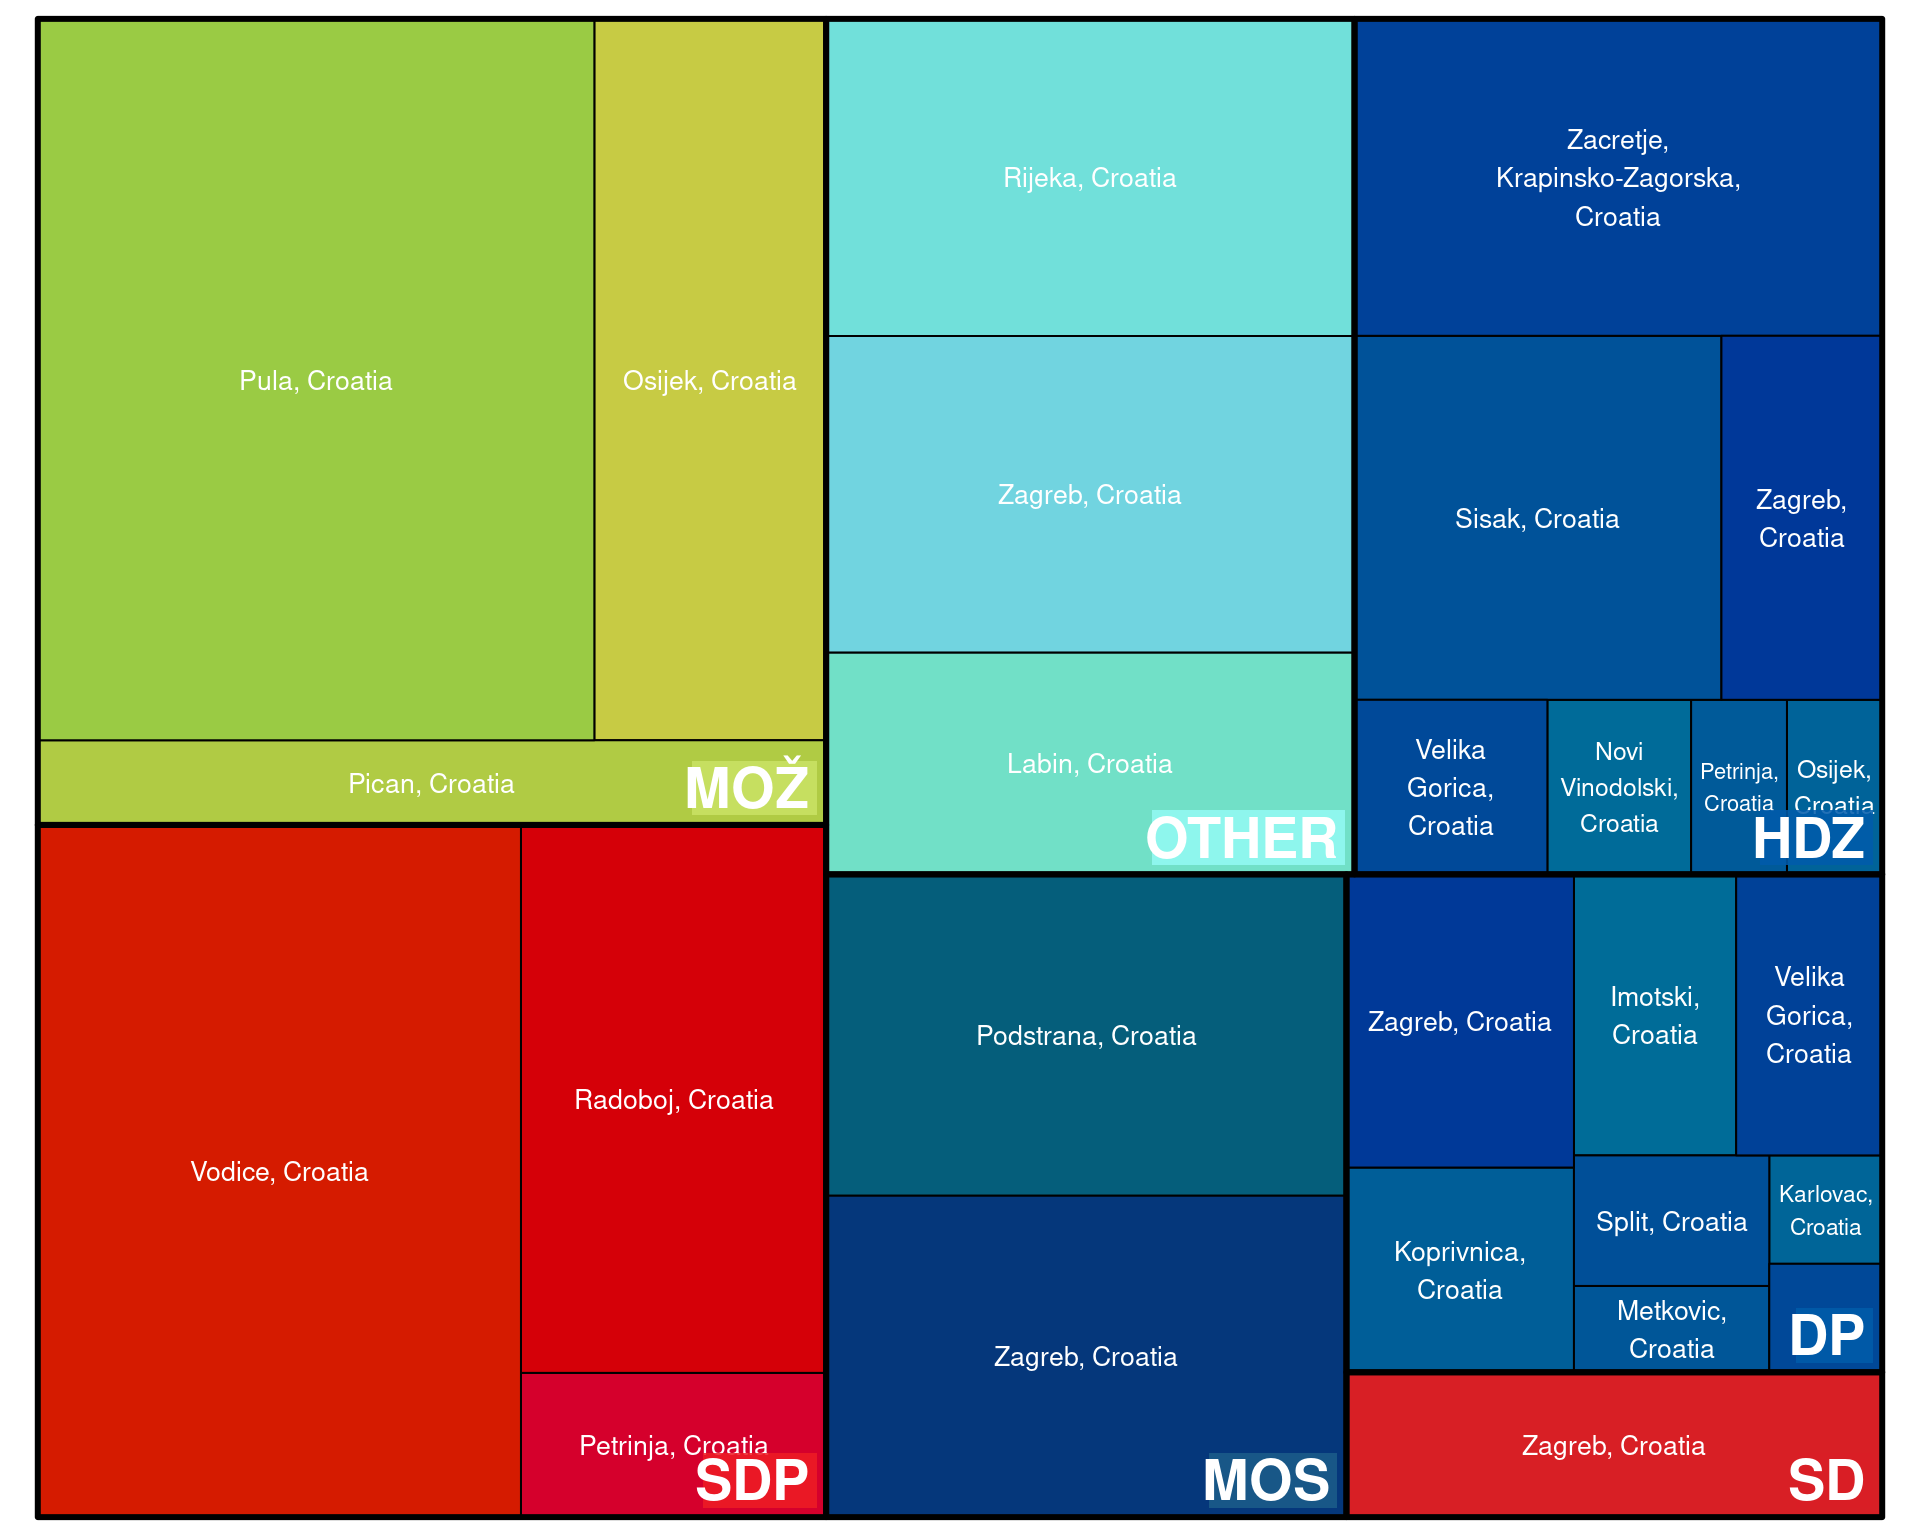 Pula, Croatia
Osijek, Croatia
Pican, Croatia
MOŽ
Vodice, Croatia
Radoboj, Croatia
Petrinja, Croatia
SDP
Rijeka, Croatia
Zagreb, Croatia
Labin, Croatia
OTHER
Podstrana, Croatia
Zagreb, Croatia
MOS
Zacretje,
Krapinsko-Zagorska,
Croatia
Sisak, Croatia
Zagreb,
Croatia
Velika
Gorica,
Croatia
Novi
Vinodolski,
Croatia
Petrinja,
Croatia
Osijek,
Croatia
HDZ
Zagreb, Croatia
Imotski,
Croatia
Velika
Gorica,
Croatia
Koprivnica,
Croatia
Split, Croatia
Karlovac,
Croatia
Metkovic,
Croatia
DP
Zagreb, Croatia
SD